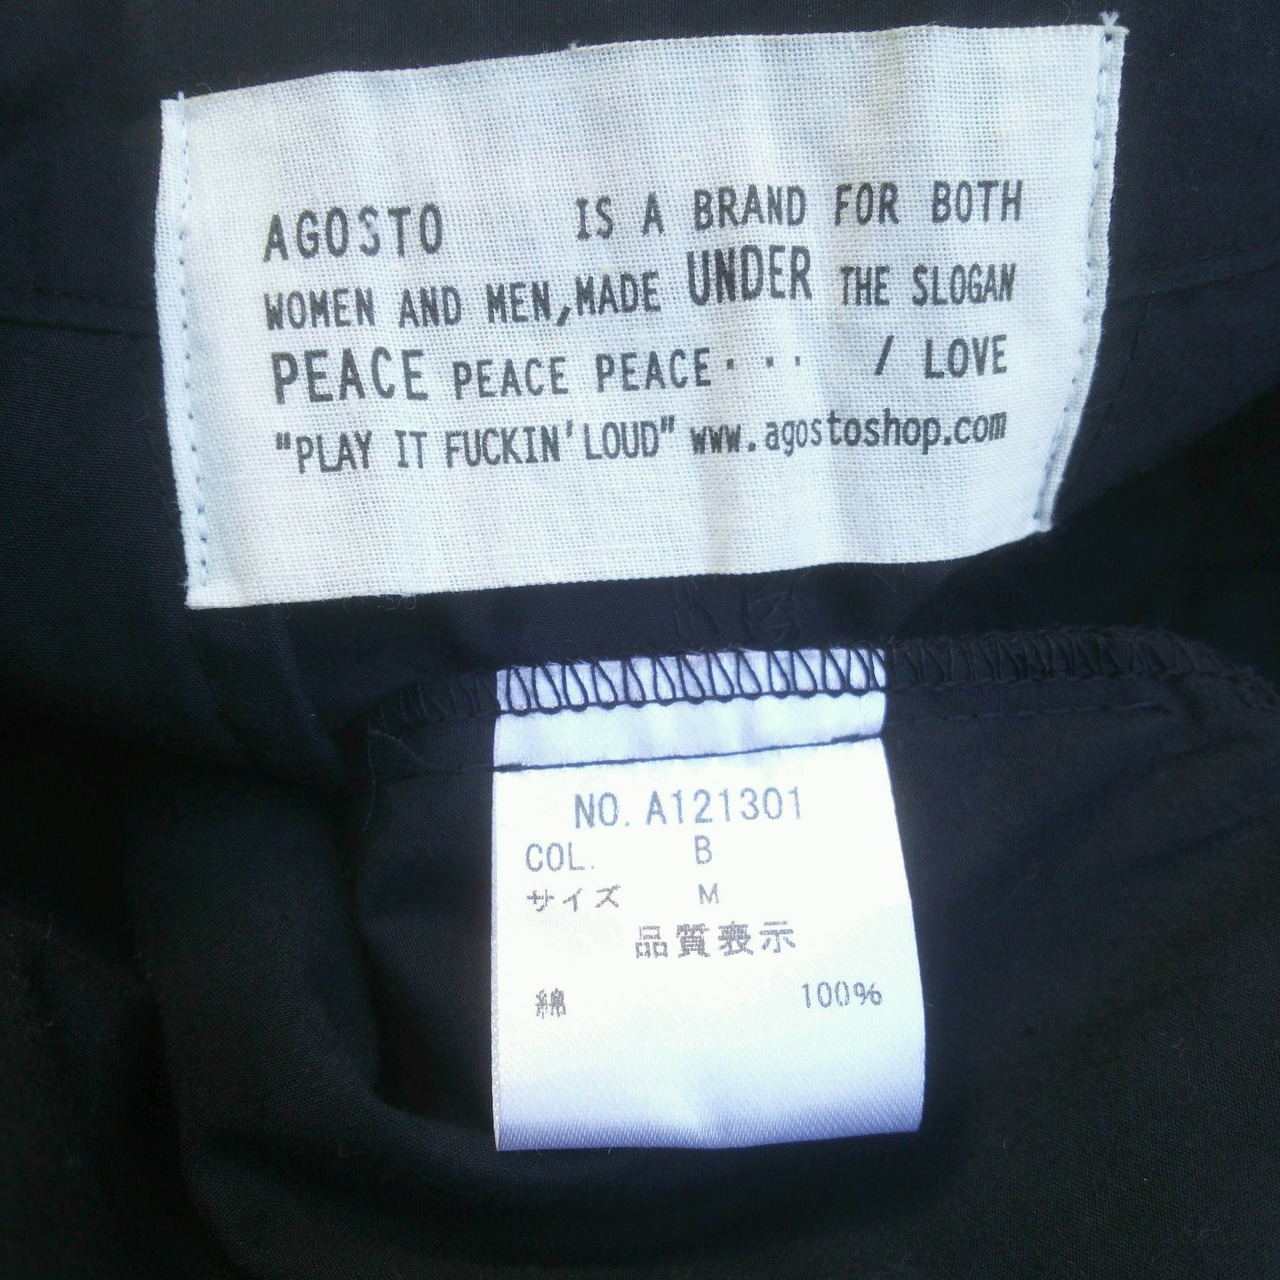 AGOSTO IS A BRAND FOR BOTH
WOMEN AND MEN,MADE UNDER THE SLOGAN
PEACE PEACE PEACE··· / LOVE
"PLAY IT FUCKIN'LOUD" www.agostoshop.com
NO. A121301
COL. B
サイズ M
品質表示
綿 100%